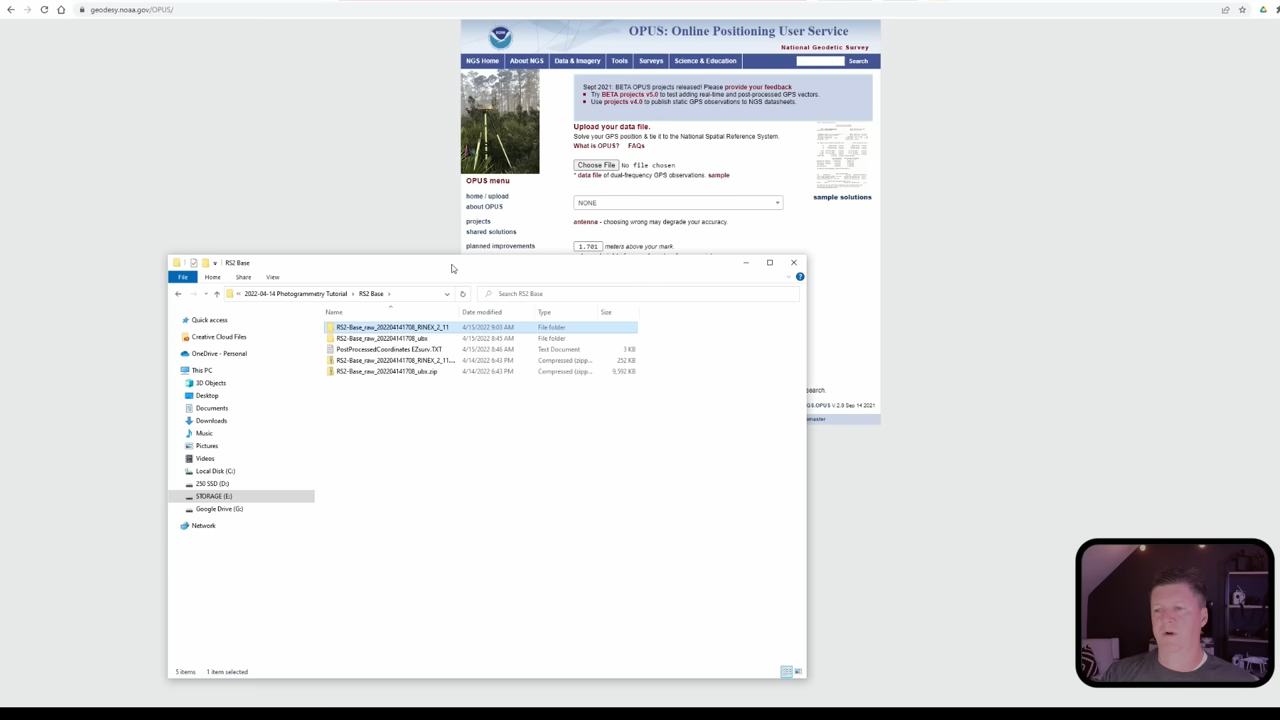 geodesy.noaa.gov/OPUS/
OPUS: Online Positioning User Service
National Geodetic Survey
NGS Home
About NGS
Data & Imagery
Tools
Surveys
Science & Education
Search
Sept 2021: BETA OPUS projects released! Please provide your feedback
Try BETA projects v5.0 to test adding real-time and post-processed GPS vectors.
Use projects v4.0 to publish static GPS observations to NGS datasheets.
Upload your data file.
Solve your GPS position & tie it to the National Spatial Reference System.
What is OPUS? FAQs
Choose File No file chosen
* data file of dual-frequency GPS observations. sample
OPUS menu
home / upload
about OPUS
projects
shared solutions
planned improvements
sample solutions
NONE
antenna - choosing wrong may degrade your accuracy.
1.701 meters above your mark.
RS2 Base
File
Home
Share
View
2022-04-14 Photogrammetry Tutorial
RS2 Base
Search RS2 Base
Name
Date modified
Type
Size
Quick access
Creative Cloud Files
OneDrive - Personal
This PC
3D Objects
Desktop
Documents
Downloads
Music
Pictures
Videos
Local Disk (C:)
250 SSD (D:)
STORAGE (E:)
Google Drive (G:)
Network
RS2-Base_raw_202204141708_RINEX_2_11 4/15/2022 9:03 AM File folder
RS2-Base_raw_202204141708_ubx 4/15/2022 8:45 AM File folder
PostProcessedCoordinates EZsurv.TXT 4/15/2022 8:46 AM Text Document 3 KB
RS2-Base_raw_202204141708_RINEX_2_11.... 4/14/2022 6:43 PM Compressed (zipp... 252 KB
RS2-Base_raw_202204141708_ubx.zip 4/14/2022 6:43 PM Compressed (zipp... 9,592 KB
5 items
1 item selected